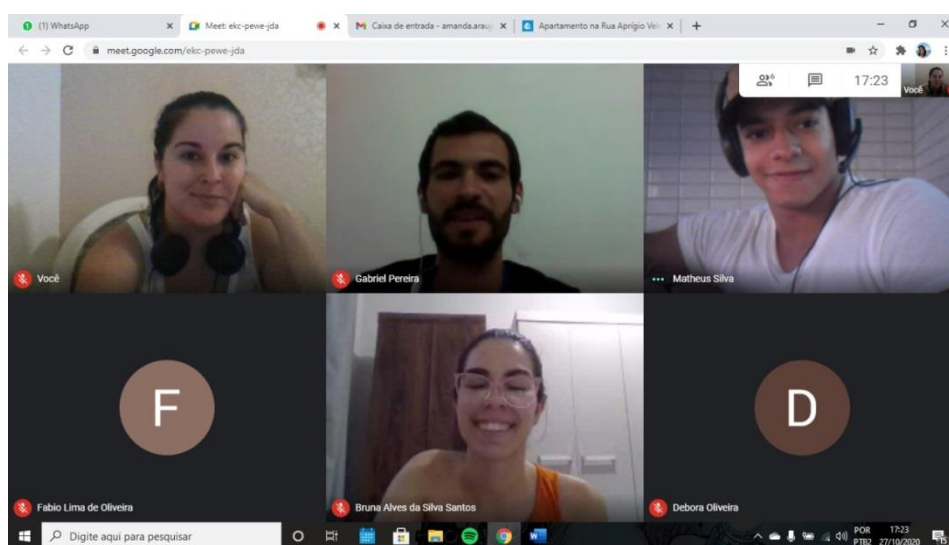 (1) WhatsApp
Meet: ekc-pewe-jda
Caixa de entrada - amanda.arauj
Apartamento na Rua Aprígio Vel
meet.google.com/ekc-pewe-jda
6
17:23
Você
Você
Gabriel Pereira
Matheus Silva
F
D
Fabio Lima de Oliveira
Bruna Alves da Silva Santos
Debora Oliveira
Digite aqui para pesquisar
POR
17:23
PTB2
27/10/2020
15